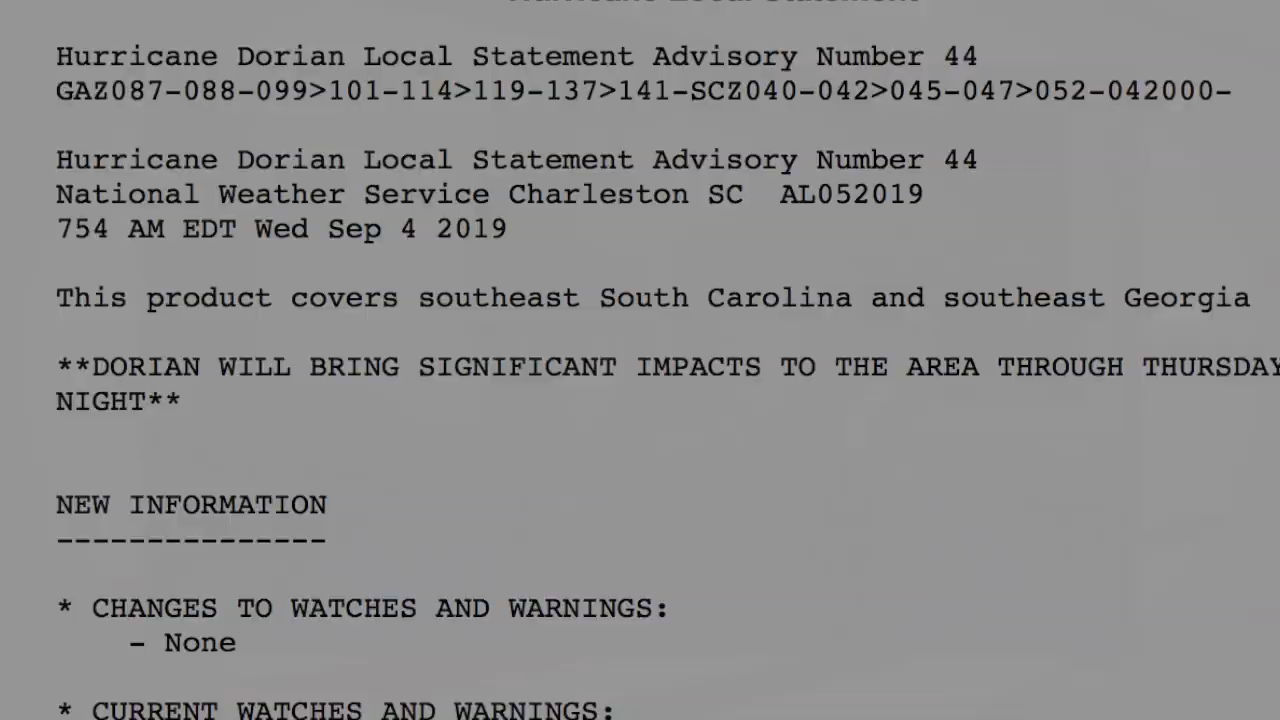 Hurricane Local Statement
Hurricane Dorian Local Statement Advisory Number 44
GAZ087-088-099>101-114>119-137>141-SCZ040-042>045-047>052-042000-
Hurricane Dorian Local Statement Advisory Number 44
National Weather Service Charleston SC  AL052019
754 AM EDT Wed Sep 4 2019
This product covers southeast South Carolina and southeast Georgia
**DORIAN WILL BRING SIGNIFICANT IMPACTS TO THE AREA THROUGH THURSDAY
NIGHT**
NEW INFORMATION
---------------
* CHANGES TO WATCHES AND WARNINGS:
- None
* CURRENT WATCHES AND WARNINGS: